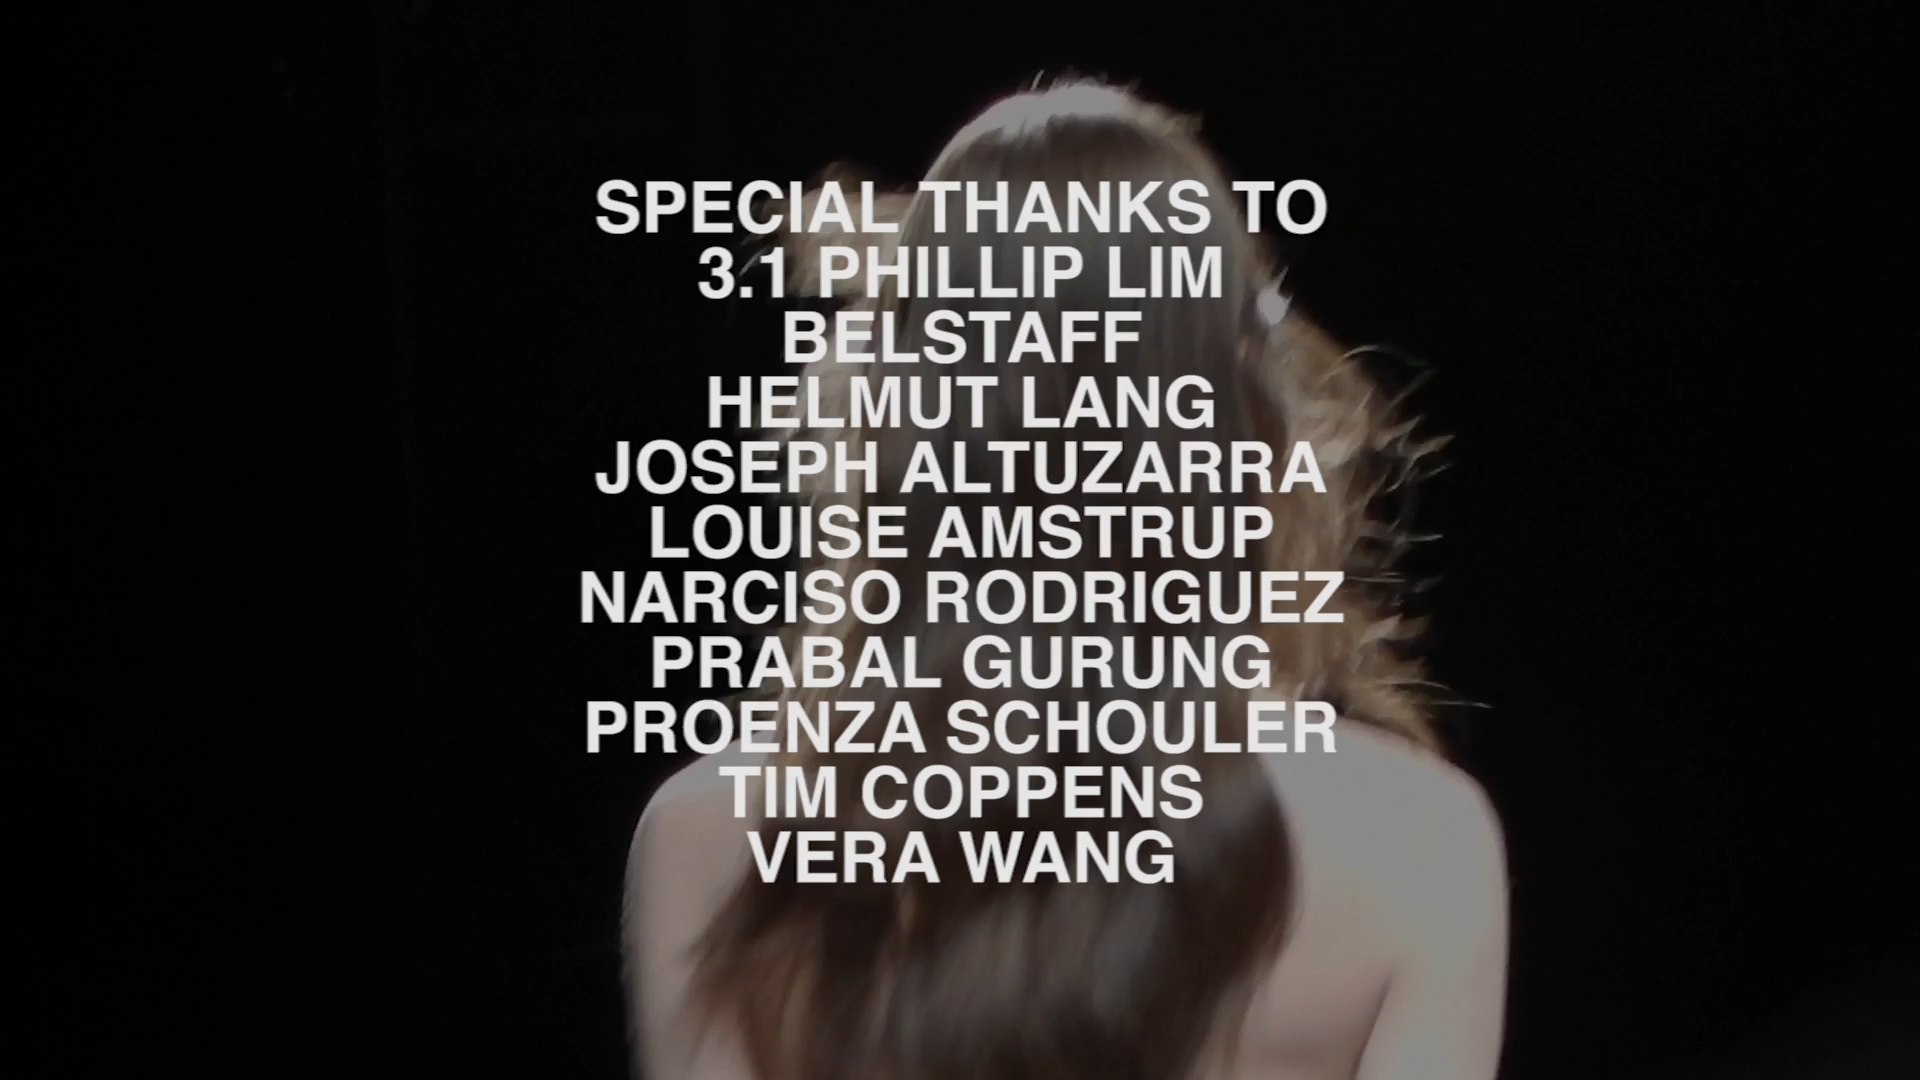 SPECIAL THANKS TO
3.1 PHILLIP LIM
BELSTAFF
HELMUT LANG
JOSEPH ALTUZARRA
LOUISE AMSTRUP
NARCISO RODRIGUEZ
PRABAL GURUNG
PROENZA SCHOULER
TIM COPPENS
VERA WANG